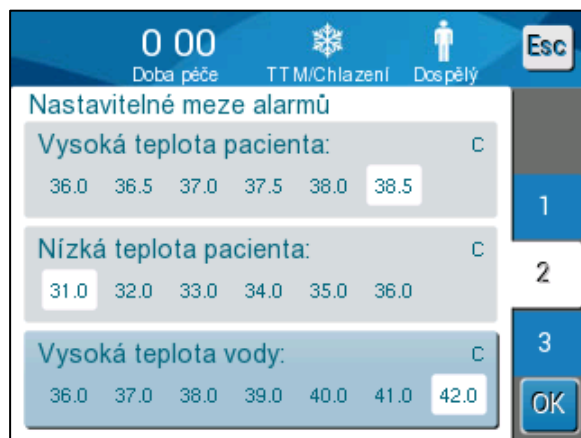 0 00
Doba péče TTM/Chlazení Dospělý Esc
Nastavitelné meze alarmů
Vysoká teplota pacienta: C
36.0 36.5 37.0 37.5 38.0 38.5
1
Nízká teplota pacienta: C
31.0 32.0 33.0 34.0 35.0 36.0
2
Vysoká teplota vody: C
36.0 37.0 38.0 39.0 40.0 41.0 42.0
3
OK